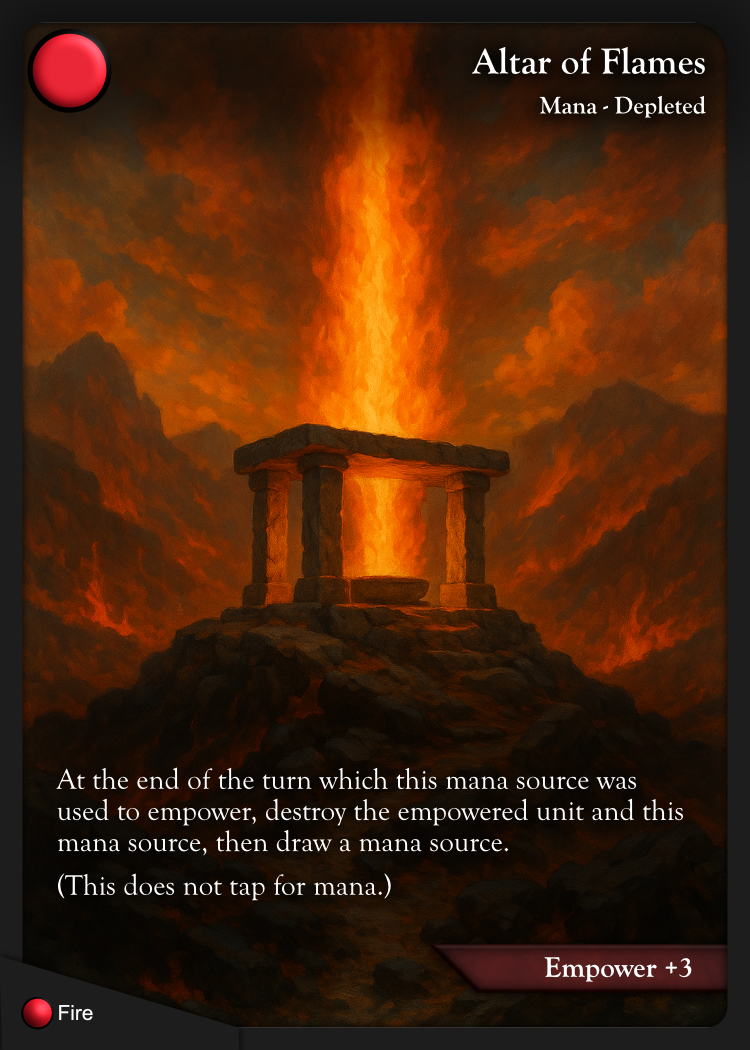 Altar of Flames
Mana - Depleted
At the end of the turn which this mana source was
used to empower, destroy the empowered unit and this
mana source, then draw a mana source.
(This does not tap for mana.)
Empower +3
Fire